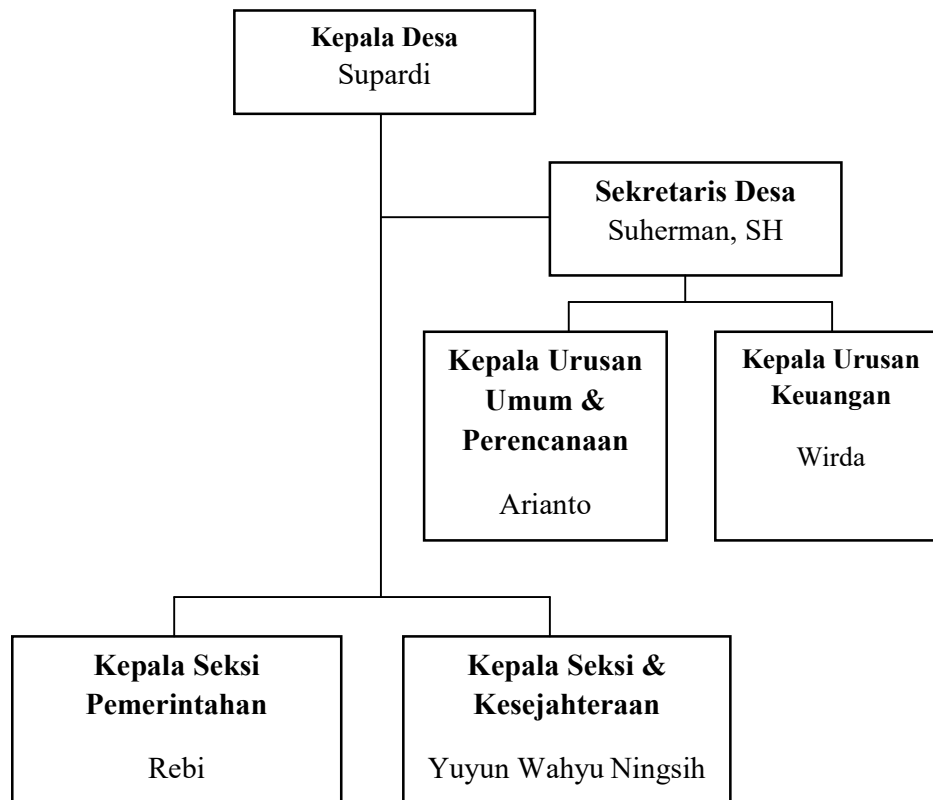 Kepala Desa
Supardi
Sekretaris Desa
Suherman, SH
Kepala Urusan
Umum &
Perencanaan
Arianto
Kepala Urusan
Keuangan
Wirda
Kepala Seksi
Pemerintahan
Rebi
Kepala Seksi &
Kesejahteraan
Yuyun Wahyu Ningsih